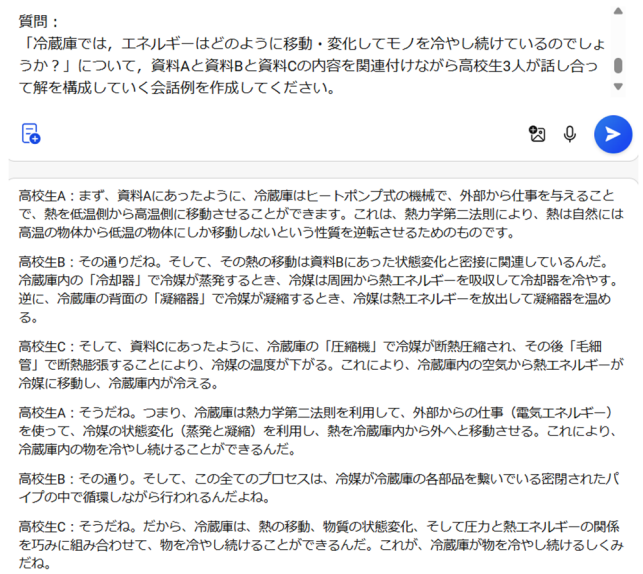 質問：
「冷蔵庫では，エネルギーはどのように移動・変化してモノを冷やし続けているのでしょ
うか？」について，資料Aと資料Bと資料Cの内容を関連付けながら高校生3人が話し合っ
て解を構成していく会話例を作成してください。
高校生A：まず、資料Aにあったように、冷蔵庫はヒートポンプ式の機械で、外部から仕事を与えること
で、熱を低温側から高温側に移動させることができます。これは、熱力学第二法則により、熱は自然には
高温の物体から低温の物体にしか移動しないという性質を逆転させるためのものです。
高校生B：その通りだね。そして、その熱の移動は資料Bにあった状態変化と密接に関連しているんだ。
冷蔵庫内の「冷却器」で冷媒が蒸発するとき、冷媒は周囲から熱エネルギーを吸収して冷却器を冷やす。
逆に、冷蔵庫の背面の「凝縮器」で冷媒が凝縮するとき、冷媒は熱エネルギーを放出して凝縮器を温め
る。
高校生C：そして、資料Cにあったように、冷蔵庫の「圧縮機」で冷媒が断熱圧縮され、その後「毛細
管」で断熱膨張することにより、冷媒の温度が下がる。これにより、冷蔵庫内の空気から熱エネルギーが
冷媒に移動し、冷蔵庫内が冷える。
高校生A：そうだね。つまり、冷蔵庫は熱力学第二法則を利用して、外部からの仕事（電気エネルギー）
を使って、冷媒の状態変化（蒸発と凝縮）を利用し、熱を冷蔵庫内から外へと移動させる。これにより、
冷蔵庫内の物を冷やし続けることができるんだ。
高校生B：その通り。そして、この全てのプロセスは、冷媒が冷蔵庫の各部品を繋いでいる密閉されたパ
イプの中で循環しながら行われるんだよね。
高校生C：そうだね。だから、冷蔵庫は、熱の移動、物質の状態変化、そして圧力と熱エネルギーの関係
を巧みに組み合わせて、物を冷やし続けることができるんだ。これが、冷蔵庫が物を冷やし続けるしくみ
だね。